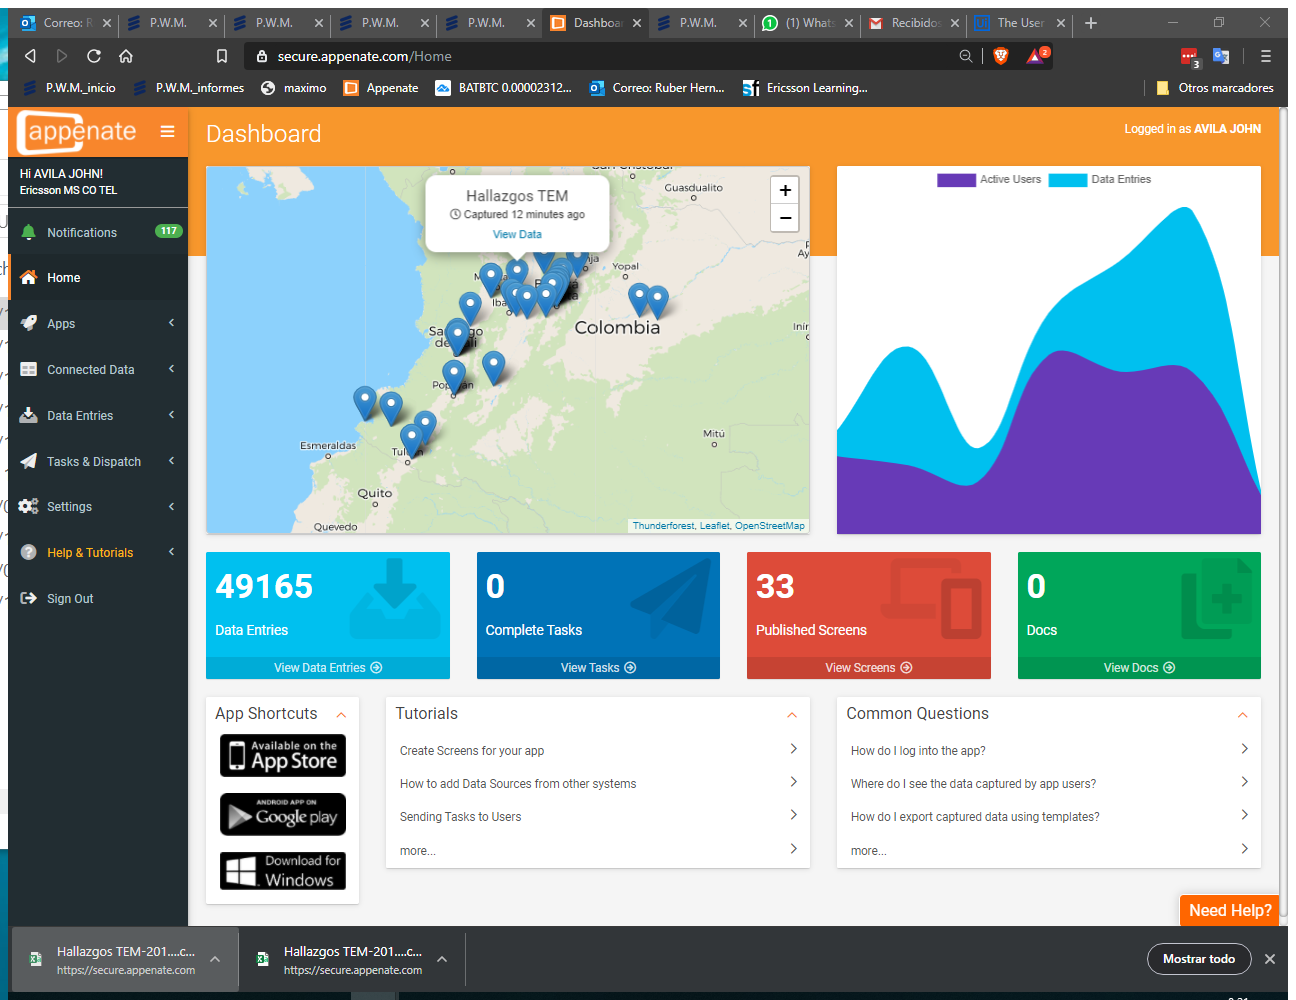 Correo: R
P.W.M.
P.W.M.
P.W.M.
P.W.M.
Dashboa
P.W.M.
(1) Whats
Recibidos
The User
secure.appenate.com/Home
2
3
P.W.M._inicio
P.W.M._informes
maximo
Appenate
BATBTC 0.00002312...
Correo: Ruber Hern...
Ericsson Learning...
Otros marcadores
appenate
Dashboard
Logged in as AVILA JOHN
Hi AVILA JOHN!
Ericsson MS CO TEL
Notifications
117
Home
Apps
Connected Data
Data Entries
Tasks & Dispatch
Settings
Help & Tutorials
Sign Out
Hallazgos TEM
Captured 12 minutes ago
View Data
+
−
Guasdualito
Yopal
Colombia
Mitú
Esmeraldas
Quito
Quevedo
Thunderforest, Leaflet, OpenStreetMap
Active Users
Data Entries
49165
Data Entries
View Data Entries
0
Complete Tasks
View Tasks
33
Published Screens
View Screens
0
Docs
View Docs
App Shortcuts
Available on the
App Store
ANDROID APP ON
Google play
Download for
Windows
Tutorials
Create Screens for your app
How to add Data Sources from other systems
Sending Tasks to Users
more...
Common Questions
How do I log into the app?
Where do I see the data captured by app users?
How do I export captured data using templates?
more...
Need Help?
Hallazgos TEM-201....c...
https://secure.appenate.com
Hallazgos TEM-201....c...
https://secure.appenate.com
Mostrar todo